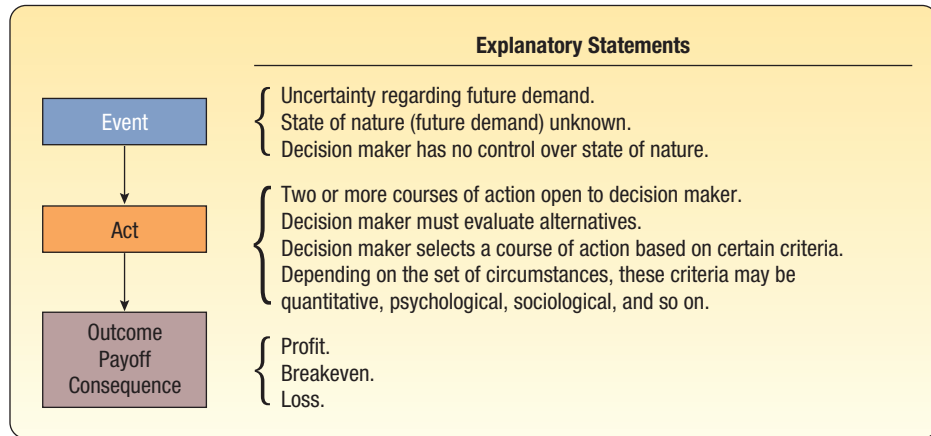 Explanatory Statements
Event
Uncertainty regarding future demand.
State of nature (future demand) unknown.
Decision maker has no control over state of nature.
Act
Two or more courses of action open to decision maker.
Decision maker must evaluate alternatives.
Decision maker selects a course of action based on certain criteria.
Depending on the set of circumstances, these criteria may be
quantitative, psychological, sociological, and so on.
Outcome
Payoff
Consequence
Profit.
Breakeven.
Loss.